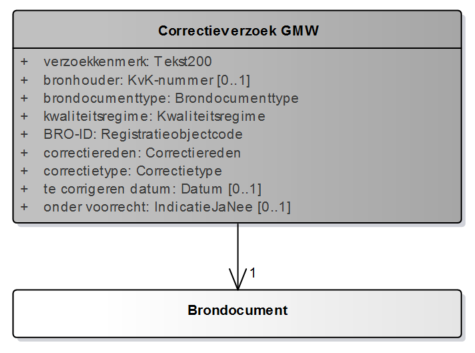 Correctieverzoek GMW
+ verzoekkenmerk: Tekst200
+ bronhouder: KvK-nummer [0..1]
+ brondocumenttype: Brondocumenttype
+ kwaliteitsregime: Kwaliteitsregime
+ BRO-ID: Registratieobjectcode
+ correctiereden: Correctiereden
+ correctietype: Correctietype
+ te corrigeren datum: Datum [0..1]
+ onder voorrecht: IndicatieJaNee [0..1]
1
Brondocument